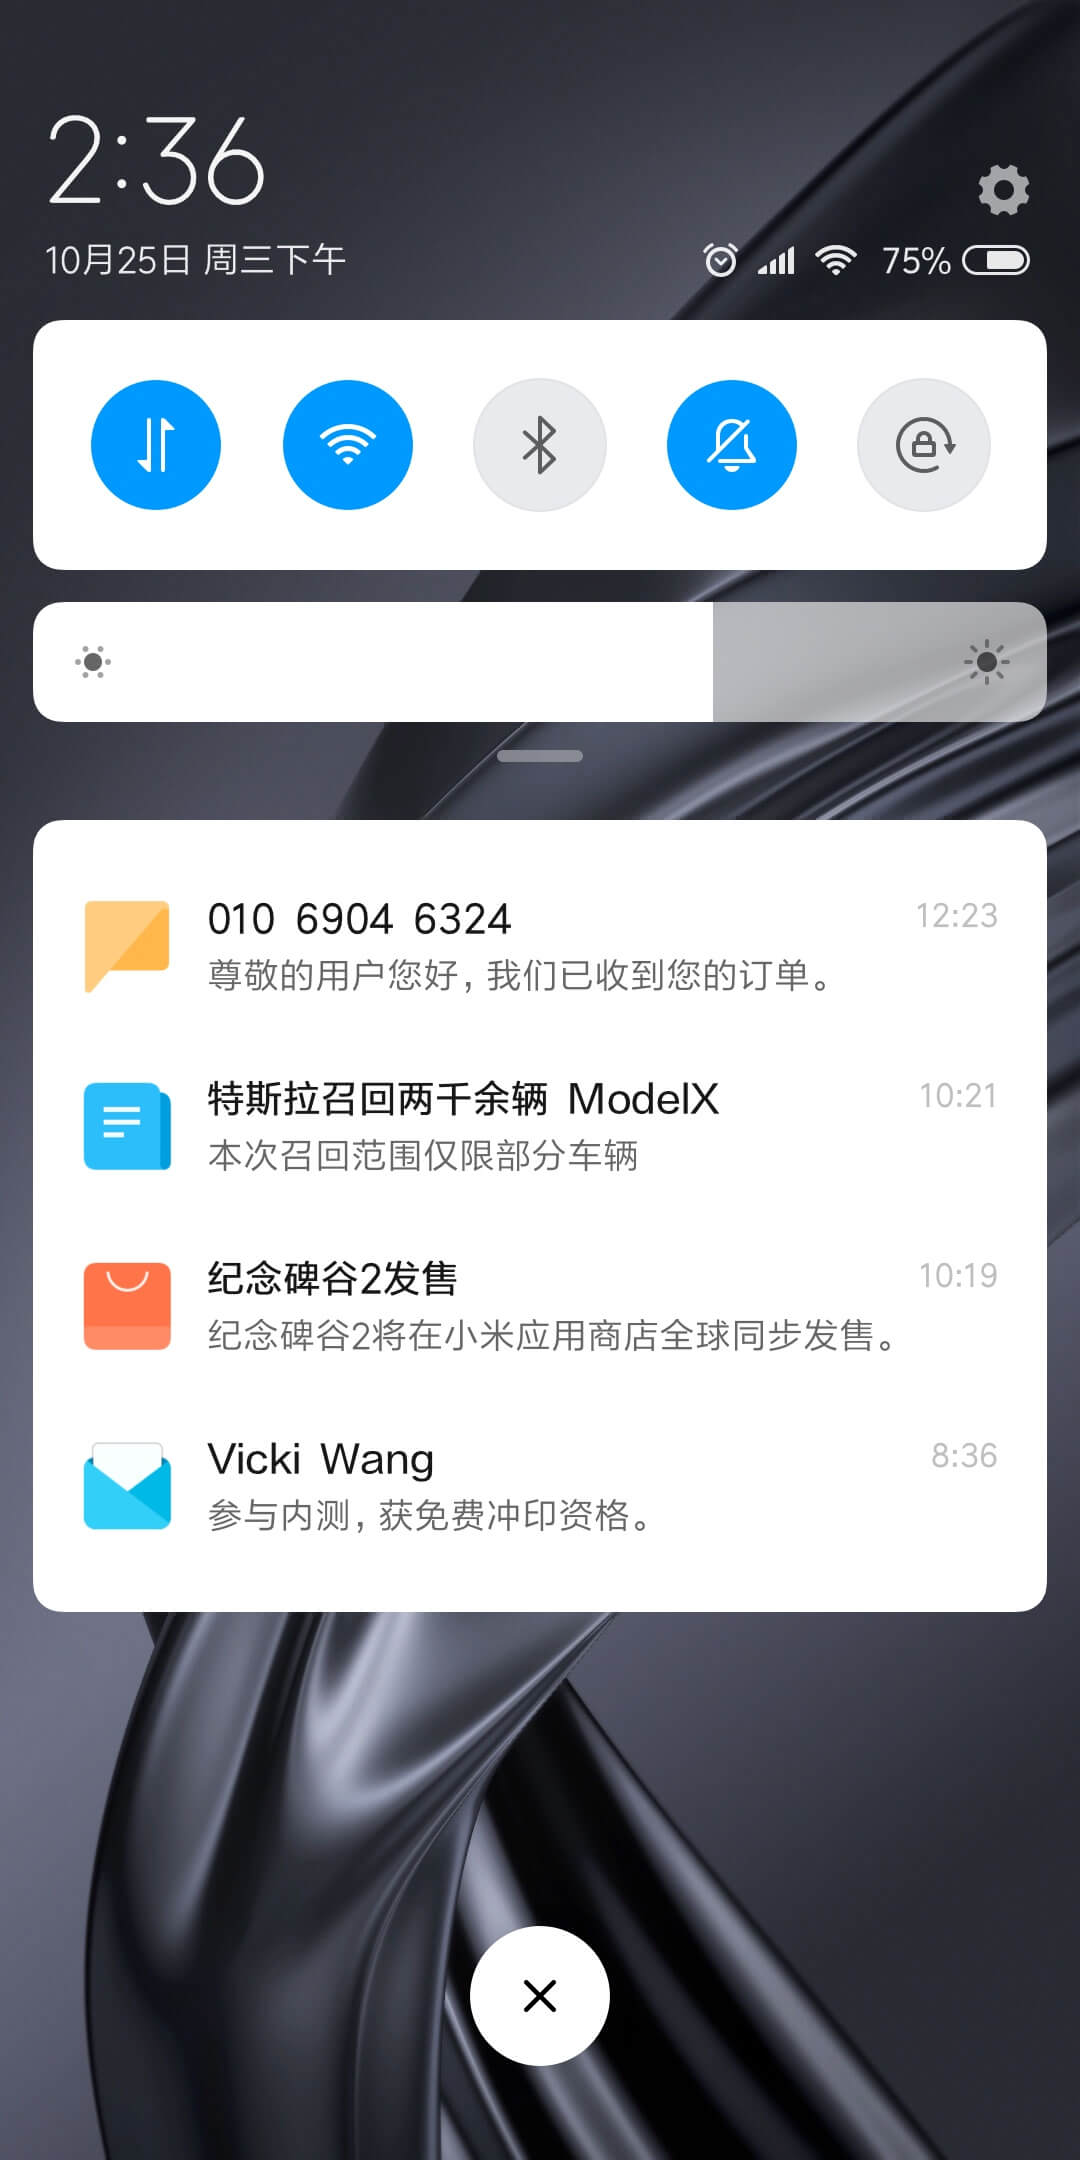 2:36
10月25日 周三下午
75%
010 6904 6324
12:23
尊敬的用户您好，我们已收到您的订单。
特斯拉召回两千余辆 ModelX
10:21
本次召回范围仅限部分车辆
纪念碑谷2发售
10:19
纪念碑谷2将在小米应用商店全球同步发售。
Vicki Wang
8:36
参与内测，获免费冲印资格。